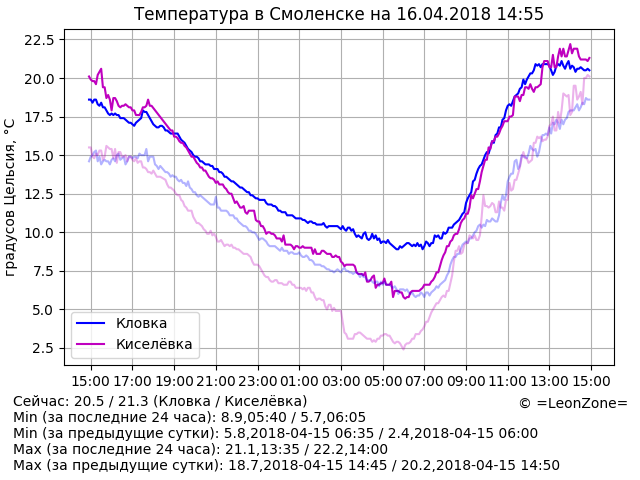 Температура в Смоленске на 16.04.2018 14:55
градусов Цельсия, °C
22.5
20.0
17.5
15.0
12.5
10.0
7.5
5.0
2.5
Кловка
Киселёвка
15:00 17:00 19:00 21:00 23:00 01:00 03:00 05:00 07:00 09:00 11:00 13:00 15:00
Сейчас: 20.5 / 21.3 (Кловка / Киселёвка)
© =LeonZone=
Min (за последние 24 часа): 8.9,05:40 / 5.7,06:05
Min (за предыдущие сутки): 5.8,2018-04-15 06:35 / 2.4,2018-04-15 06:00
Max (за последние 24 часа): 21.1,13:35 / 22.2,14:00
Max (за предыдущие сутки): 18.7,2018-04-15 14:45 / 20.2,2018-04-15 14:50